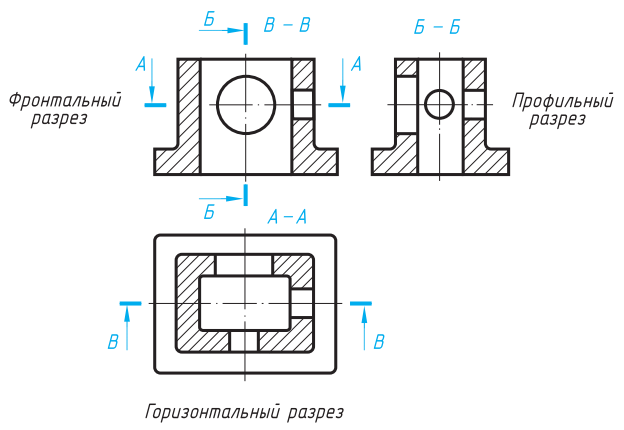 Б
В – В
Б – Б
А
А
Фронтальный
разрез
Профильный
разрез
Б
А – А
В
В
Горизонтальный разрез